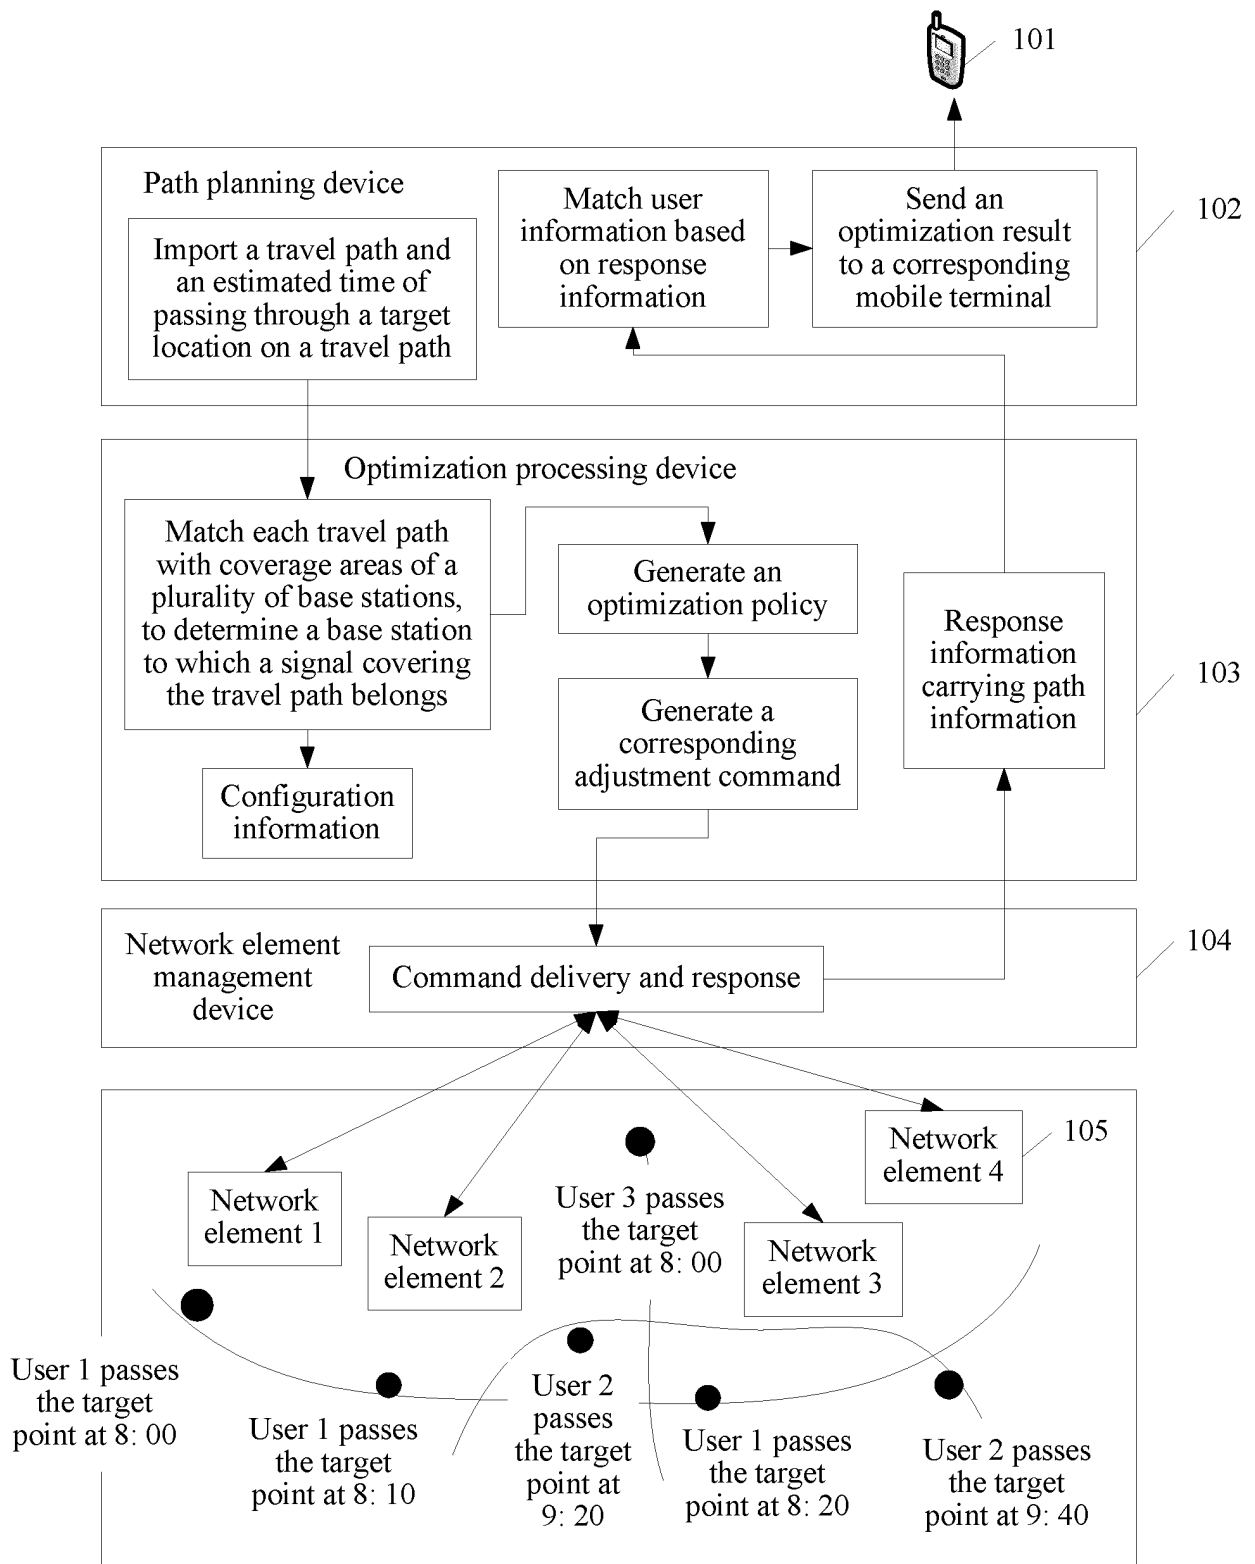 101
Path planning device
Import a travel path and
an estimated time of
passing through a target
location on a travel path
Match user
information based
on response
information
Send an
optimization result
to a corresponding
mobile terminal
102
Optimization processing device
Match each travel path
with coverage areas of a
plurality of base stations,
to determine a base station
to which a signal covering
the travel path belongs
Configuration
information
Generate an
optimization policy
Generate a
corresponding
adjustment command
Response
information
carrying path
information
103
Network element
management
device
Command delivery and response
104
Network
element 1
Network
element 2
User 3 passes
the target
point at 8: 00
Network
element 3
Network
element 4
105
User 1 passes
the target
point at 8: 00
User 1 passes
the target
point at 8: 10
User 2
passes
the target
point at
9: 20
User 1 passes
the target
point at 8: 20
User 2 passes
the target
point at 9: 40